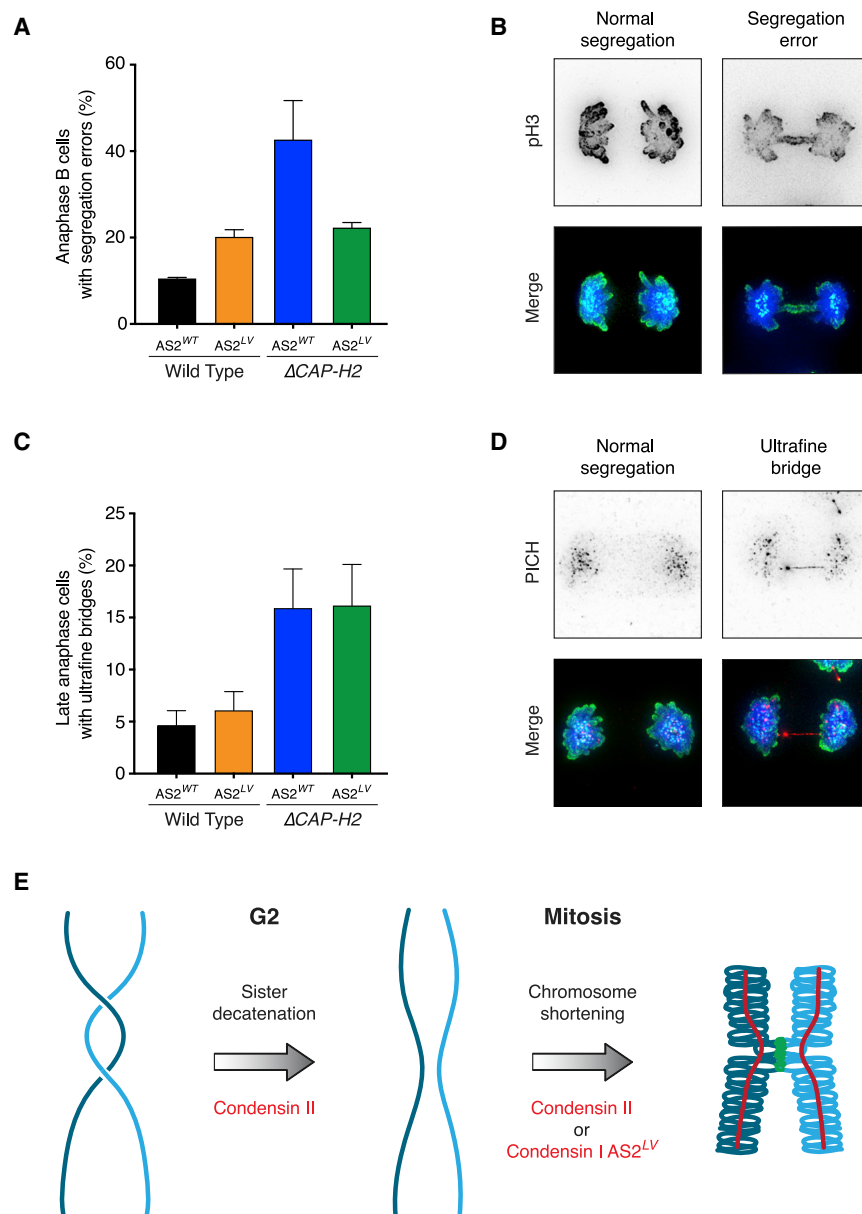 A
Anaphase B cells
with segregation errors (%)
60
40
20
0
AS2WT AS2LV AS2WT AS2LV
Wild Type ΔCAP-H2
B
Normal
segregation
Segregation
error
pH3
Merge
C
Late anaphase cells
with ultrafine bridges (%)
25
20
15
10
5
0
AS2WT AS2LV AS2WT AS2LV
Wild Type ΔCAP-H2
D
Normal
segregation
Ultrafine
bridge
PICH
Merge
E
G2
Sister
decatenation
Condensin II
Mitosis
Chromosome
shortening
Condensin II
or
Condensin I AS2LV